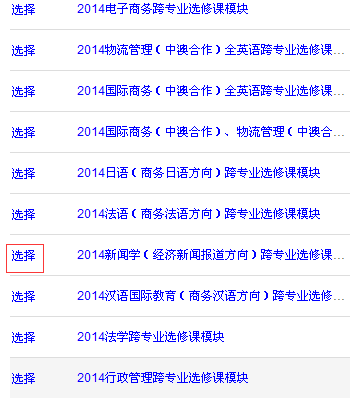 选择 2014电子商务跨专业选修课模块
选择 2014物流管理（中澳合作）全英语跨专业选修课…
选择 2014国际商务（中澳合作）全英语跨专业选修课…
选择 2014国际商务（中澳合作）、物流管理（中澳合…
选择 2014日语（商务日语方向）跨专业选修课模块
选择 2014法语（商务法语方向）跨专业选修课模块
选择 2014新闻学（经济新闻报道方向）跨专业选修课…
选择 2014汉语国际教育（商务汉语方向）跨专业选修…
选择 2014法学跨专业选修课模块
选择 2014行政管理跨专业选修课模块